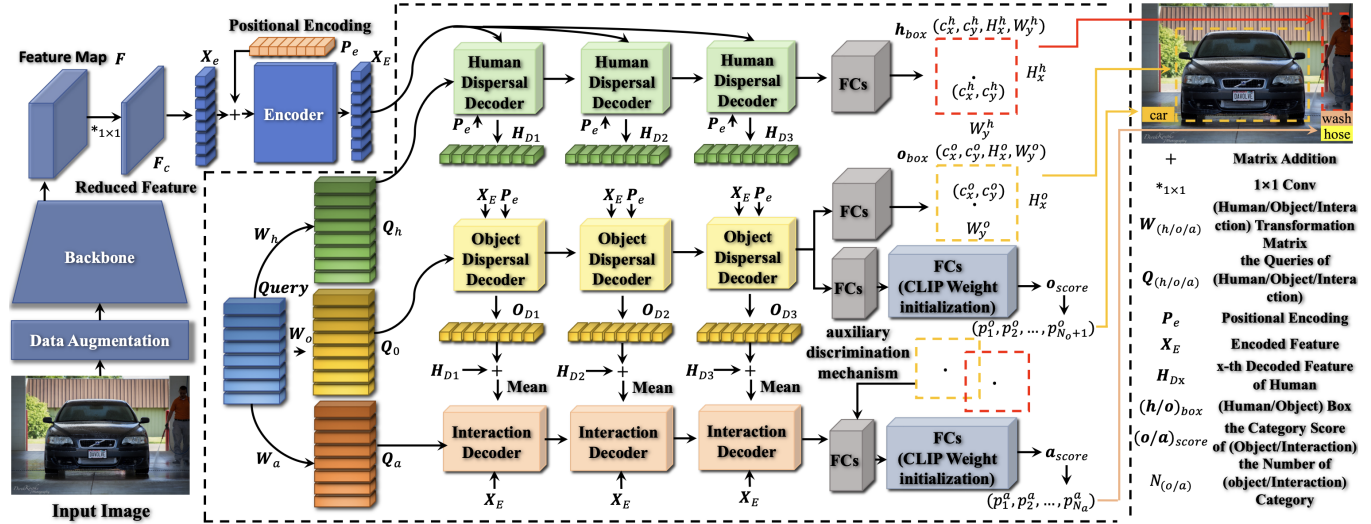 Positional Encoding
Feature Map
F
X_e
P_e
X_E
*1×1
+
Encoder
F_c
Reduced Feature
Backbone
Data Augmentation
Input Image
Query
W_h
W_o
W_a
Q_h
Q_0
Q_a
Human
Dispersal
Decoder
Human
Dispersal
Decoder
Human
Dispersal
Decoder
P_e
H_D1
P_e
H_D2
P_e
H_D3
FCs
h_box (c_x^h, c_y^h, H_x^h, W_y^h)
(c_x^h, c_y^h)
H_x^h
W_y^h
X_E P_e
X_E P_e
X_E P_e
Object
Dispersal
Decoder
Object
Dispersal
Decoder
Object
Dispersal
Decoder
O_D1
O_D2
O_D3
FCs
o_box (c_x^o, c_y^o, H_x^o, W_y^o)
(c_x^o, c_y^o)
H_x^o
W_y^o
FCs
FCs
(CLIP Weight
initialization)
o_score
(p_1^o, p_2^o, ..., p_{N_o+1}^o)
auxiliary
discrimination
mechanism
H_D1
+
Mean
H_D2
+
Mean
H_D3
+
Mean
Interaction
Decoder
Interaction
Decoder
Interaction
Decoder
X_E
X_E
X_E
FCs
FCs
(CLIP Weight
initialization)
a_score
(p_1^a, p_2^a, ..., p_{N_a}^a)
car
wash
hose
+ Matrix Addition
*1×1 1×1 Conv
W_(h/o/a) (Human/Object/Intera
ction) Transformation
Matrix
Q_(h/o/a) the Queries of
(Human/Object/Intera
ction)
P_e Positional Encoding
X_E Encoded Feature
H_Dx x-th Decoded Feature
of Human
(h/o)_box (Human/Object) Box
(o/a)_score the Category Score
of (Object/Interaction)
N_(o/a) the Number of
(object/Interaction)
Category